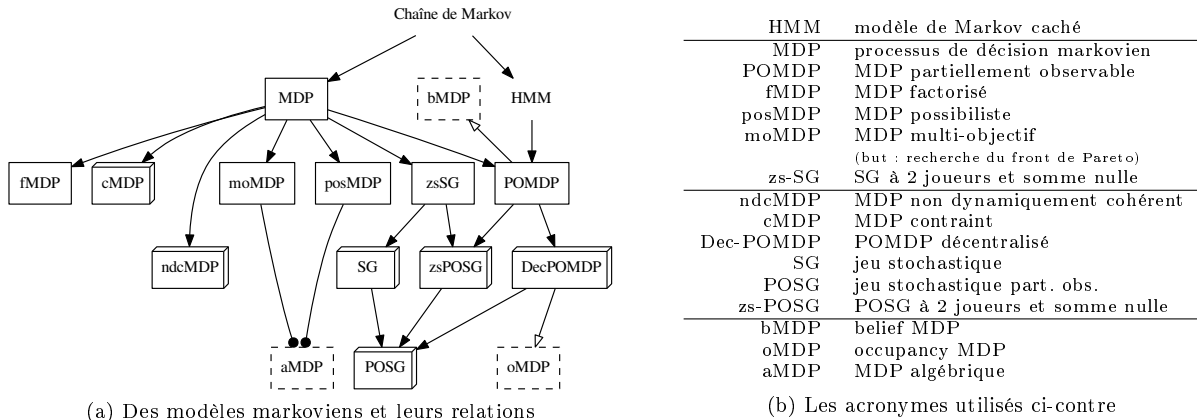 Chaîne de Markov
MDP
bMDP
HMM
fMDP
cMDP
moMDP
posMDP
zsSG
POMDP
ndcMDP
SG
zsPOSG
DecPOMDP
aMDP
POSG
oMDP
(a) Des modèles markoviens et leurs relations
HMM modèle de Markov caché
MDP processus de décision markovien
POMDP MDP partiellement observable
fMDP MDP factorisé
posMDP MDP possibiliste
moMDP MDP multi-objectif
(but : recherche du front de Pareto)
zs-SG SG à 2 joueurs et somme nulle
ndcMDP MDP non dynamiquement cohérent
cMDP MDP contraint
Dec-POMDP POMDP décentralisé
SG jeu stochastique
POSG jeu stochastique part. obs.
zs-POSG POSG à 2 joueurs et somme nulle
bMDP belief MDP
oMDP occupancy MDP
aMDP MDP algébrique
(b) Les acronymes utilisés ci-contre